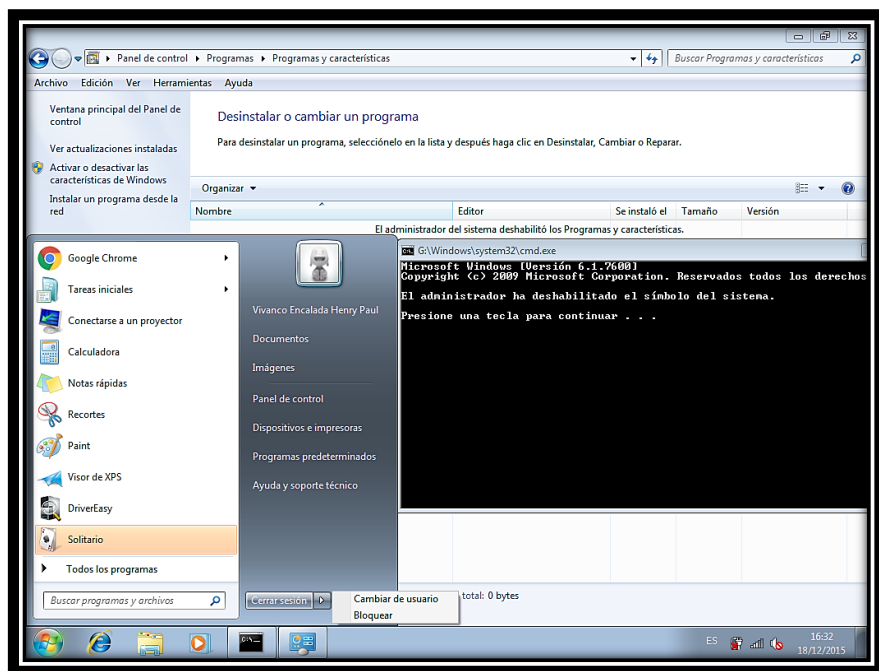 Panel de control ▸ Programas ▸ Programas y características
Buscar Programas y características
Archivo Edición Ver Herramientas Ayuda
Ventana principal del Panel de
control
Ver actualizaciones instaladas
Activar o desactivar las
características de Windows
Instalar un programa desde la
red
Desinstalar o cambiar un programa
Para desinstalar un programa, selecciónelo en la lista y después haga clic en Desinstalar, Cambiar o Reparar.
Organizar
Nombre Editor Se instaló el Tamaño Versión
El administrador del sistema deshabilitó los Programas y características.
G:\Windows\system32\cmd.exe
Microsoft Windows [Versión 6.1.7600]
Copyright (c) 2009 Microsoft Corporation. Reservados todos los derechos
El administrador ha deshabilitado el símbolo del sistema.
Presione una tecla para continuar . . .
Google Chrome
Tareas iniciales
Conectarse a un proyector
Calculadora
Notas rápidas
Recortes
Paint
Visor de XPS
DriverEasy
Solitario
Todos los programas
Buscar programas y archivos
Vivanco Encalada Henry Paul
Documentos
Imágenes
Panel de control
Dispositivos e impresoras
Programas predeterminados
Ayuda y soporte técnico
Cerrar sesión
Cambiar de usuario
Bloquear
total: 0 bytes
ES
16:32
18/12/2015